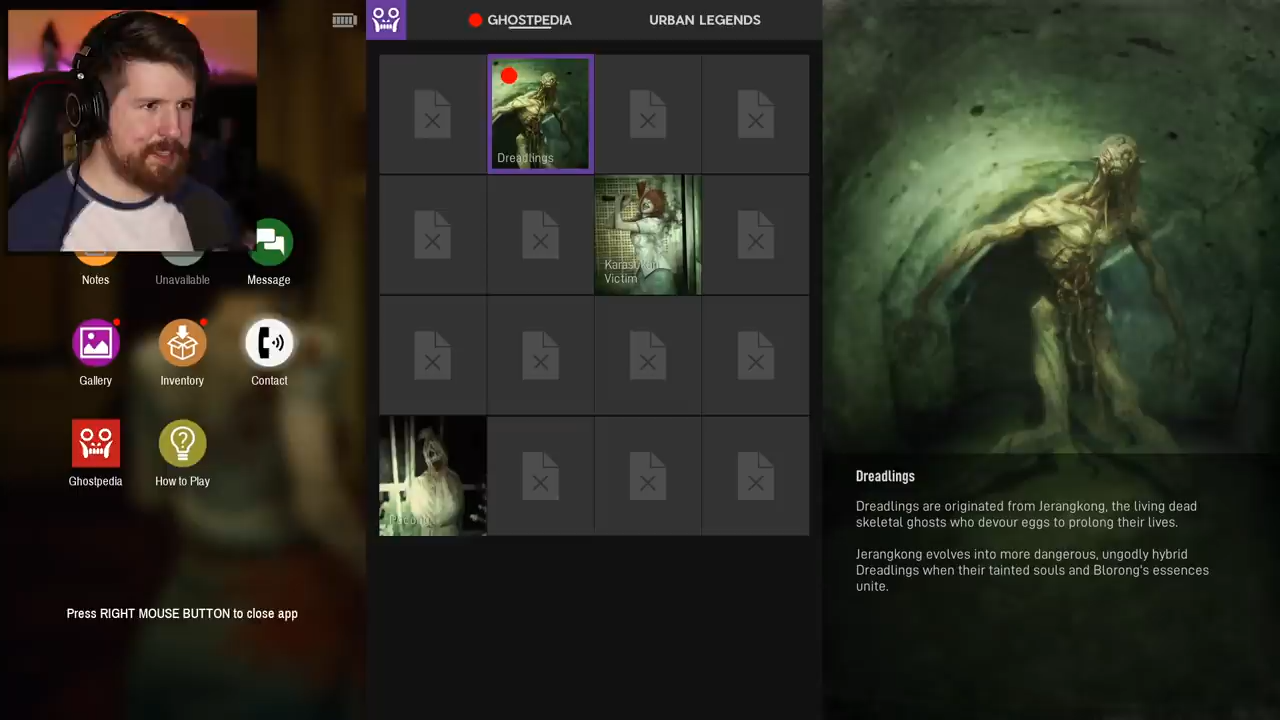 GHOSTPEDIA
URBAN LEGENDS
Dreadlings
Victim
Notes
Unavailable
Message
Gallery
Inventory
Contact
Ghostpedia
How to Play
Press RIGHT MOUSE BUTTON to close app
Dreadlings
Dreadlings are originated from Jerangkong, the living dead
skeletal ghosts who devour eggs to prolong their lives.
Jerangkong evolves into more dangerous, ungodly hybrid
Dreadlings when their tainted souls and Blorong's essences
unite.